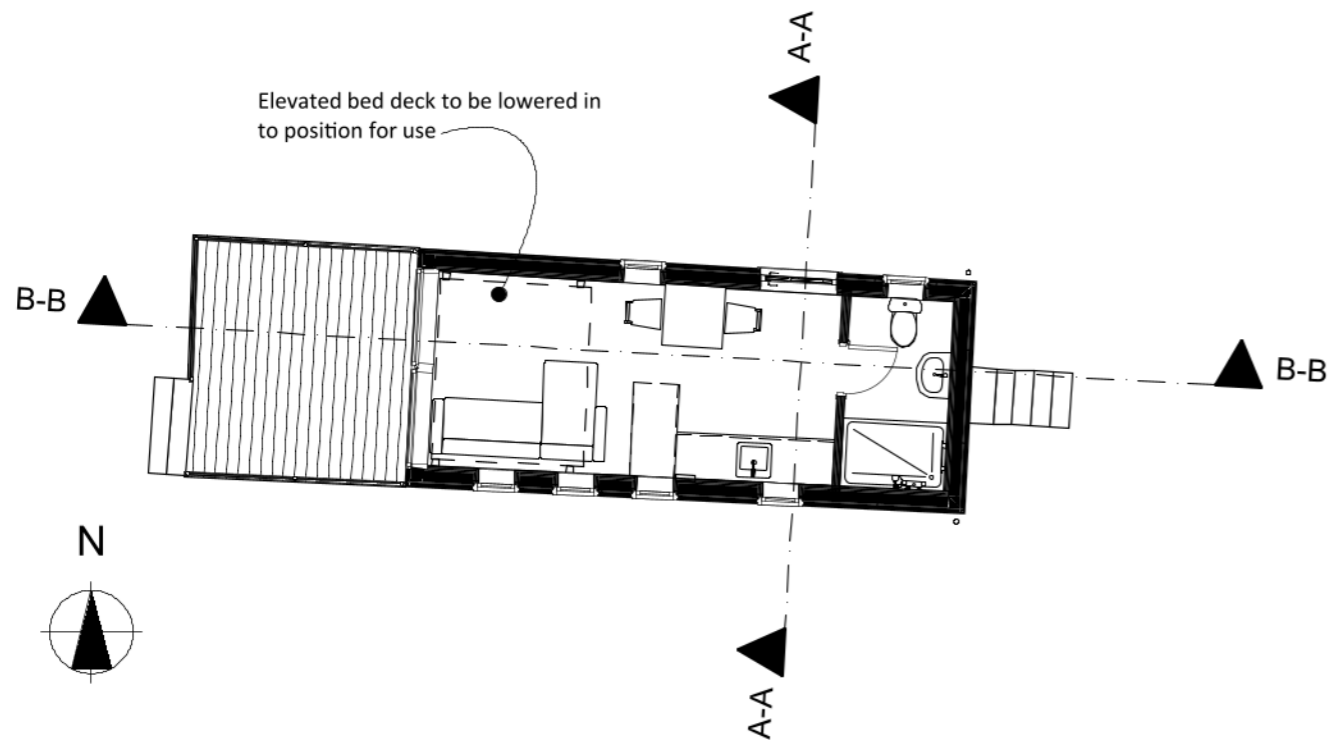 A-A
Elevated bed deck to be lowered in
to position for use
B-B
B-B
N
A-A